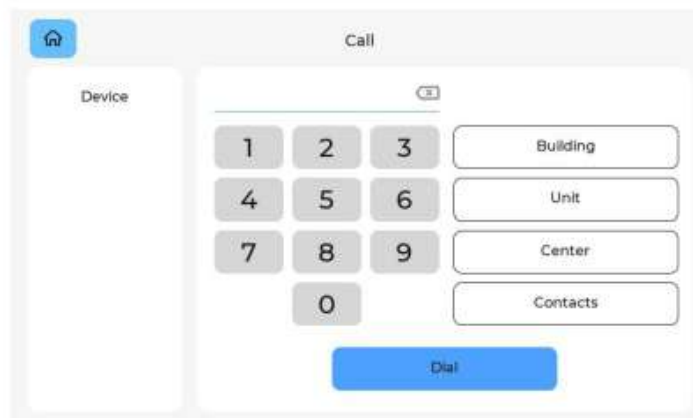 Call
Device
1 2 3 Building
4 5 6 Unit
7 8 9 Center
0 Contacts
Dial